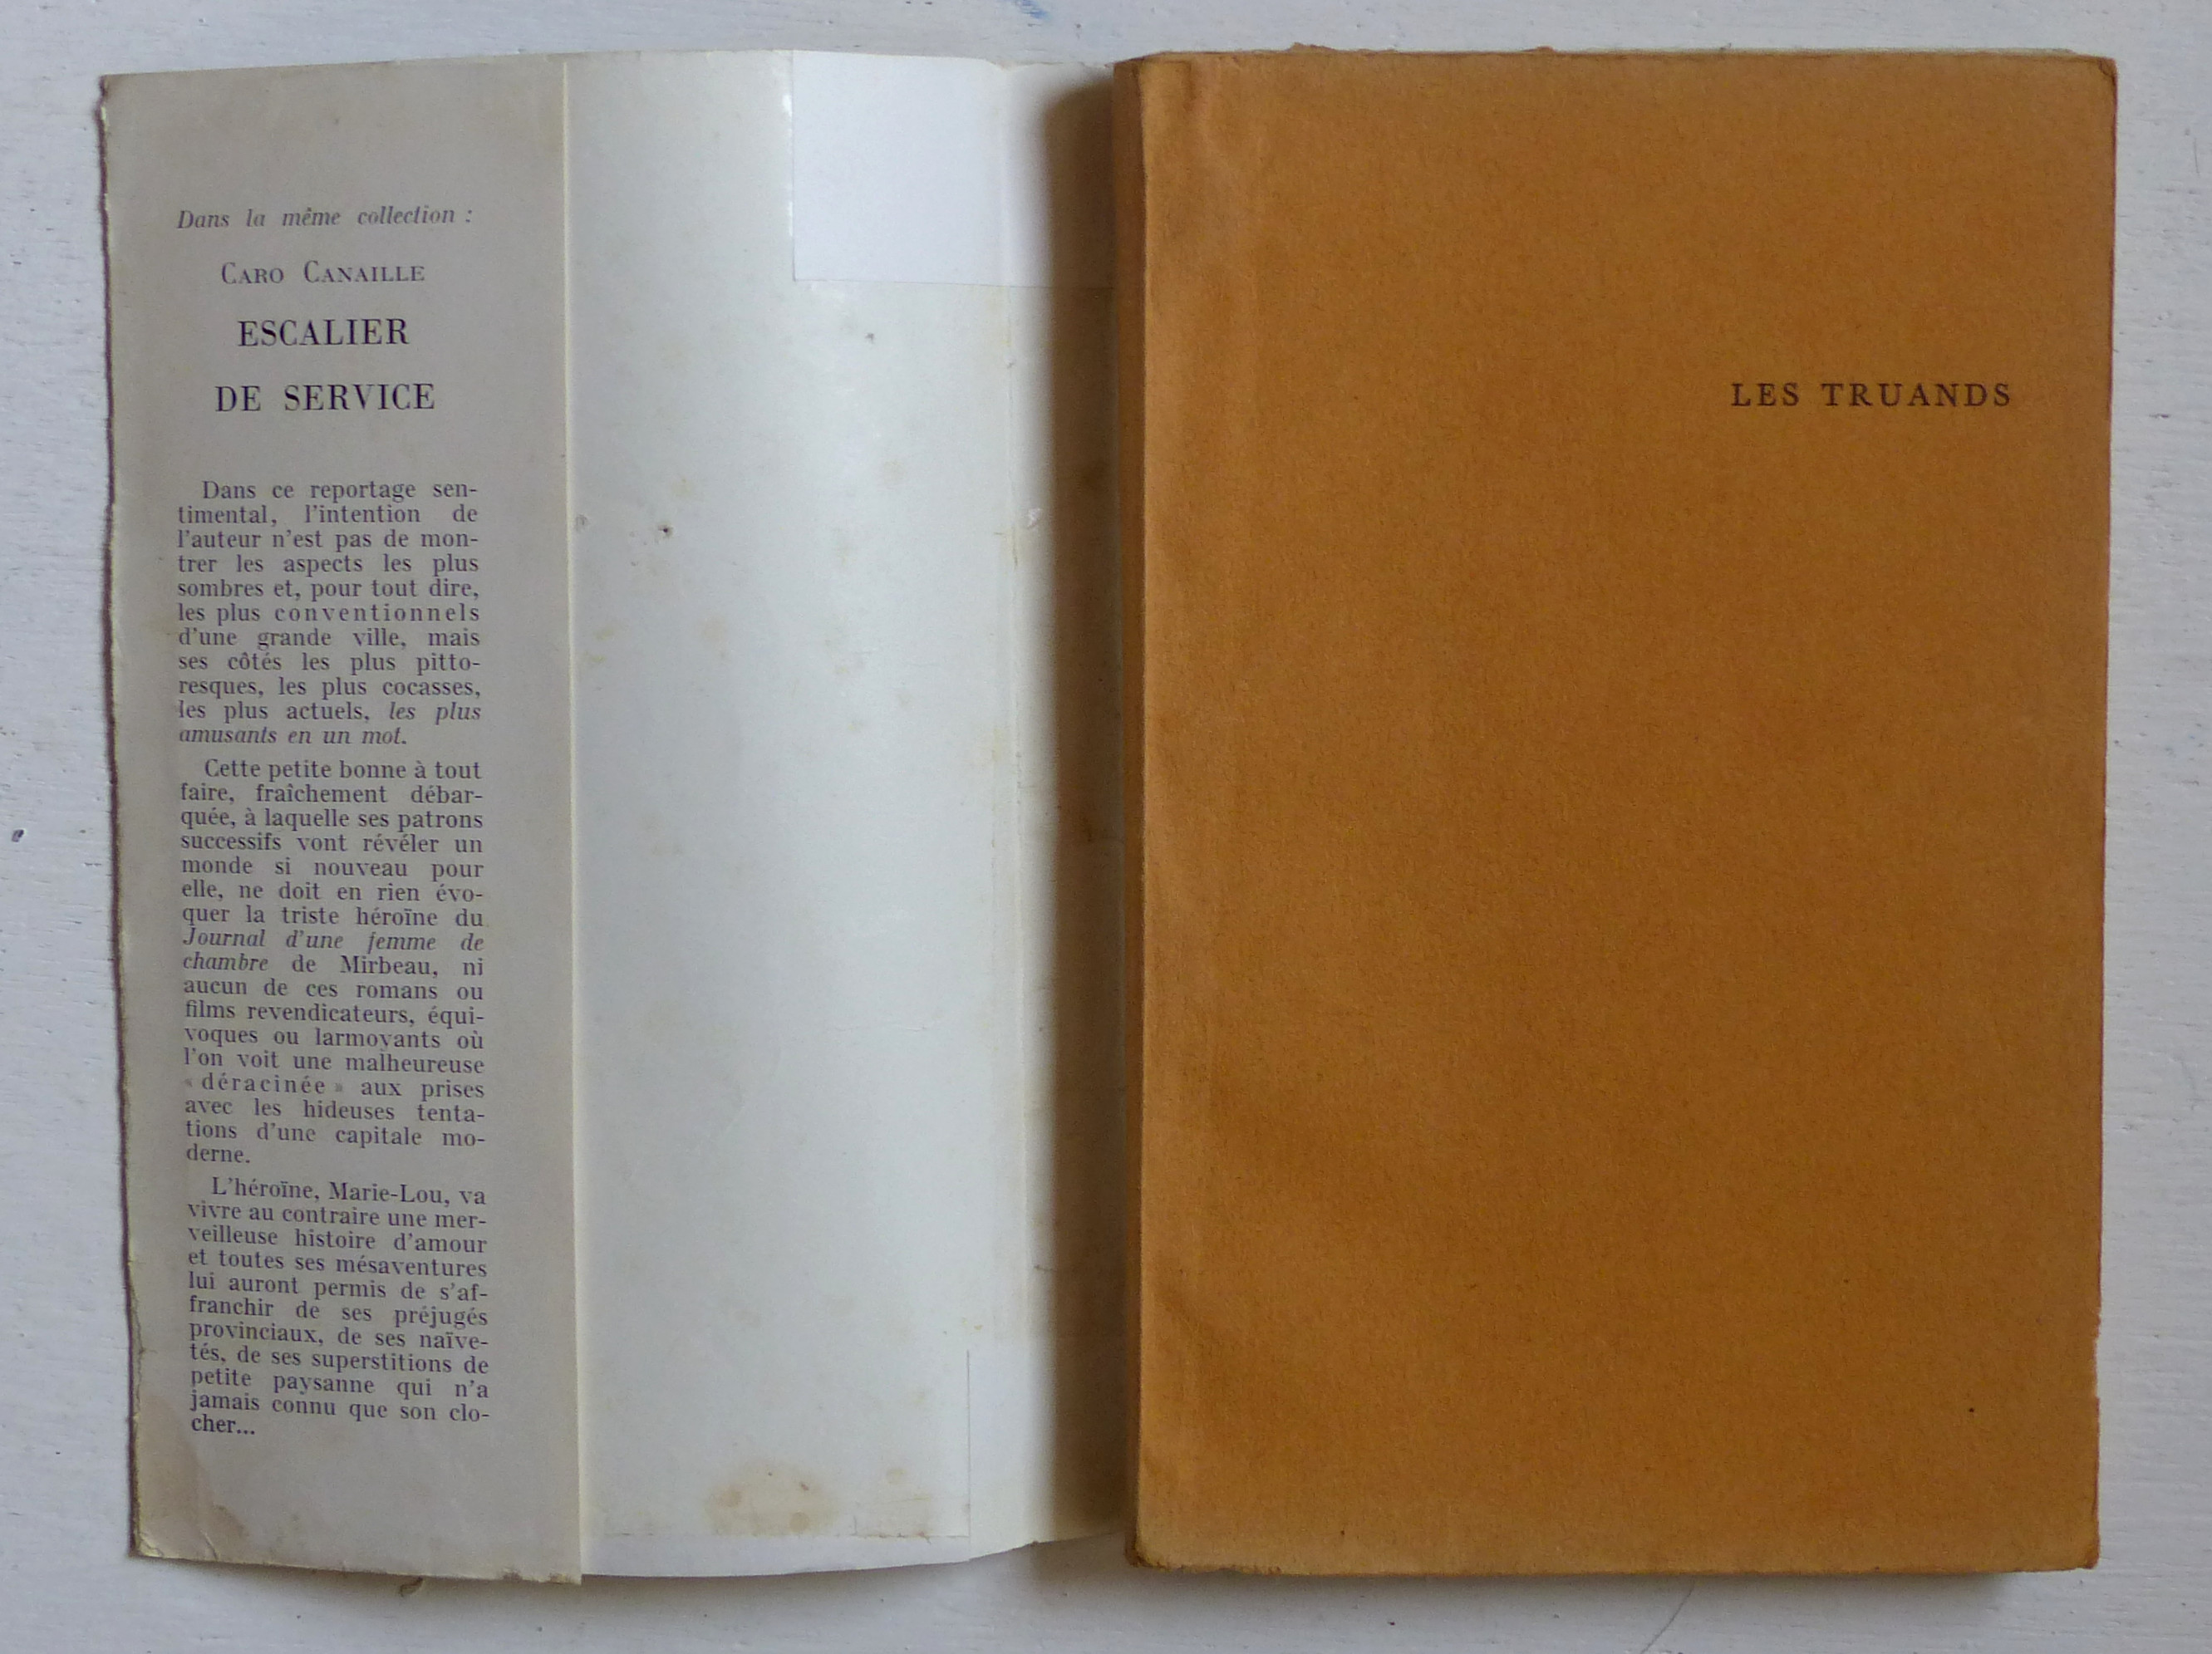 Dans la même collection :
CARO CANAILLE
ESCALIER
DE SERVICE
Dans ce reportage sen-
timental, l'intention de
l'auteur n'est pas de mon-
trer les aspects les plus
sombres et, pour tout dire,
les plus conventionnels
d'une grande ville, mais
ses côtés les plus pitto-
resques, les plus cocasses,
les plus actuels, les plus
amusants en un mot.
Cette petite bonne à tout
faire, fraîchement débar-
quée, à laquelle ses patrons
successifs vont révéler un
monde si nouveau pour
elle, ne doit en rien évo-
quer la triste héroïne du
Journal d'une femme de
chambre de Mirbeau, ni
aucun de ces romans ou
films revendicateurs, équi-
voques ou larmoyants où
l'on voit une malheureuse
« déracinée » aux prises
avec les hideuses tenta-
tions d'une capitale mo-
derne.
L'héroïne, Marie-Lou, va
vivre au contraire une mer-
veilleuse histoire d'amour
et toutes ses mésaventures
lui auront permis de s'af-
franchir de ses préjugés
provinciaux, de ses naïve-
tés, de ses superstitions de
petite paysanne qui n'a
jamais connu que son clo-
cher...
LES TRUANDS